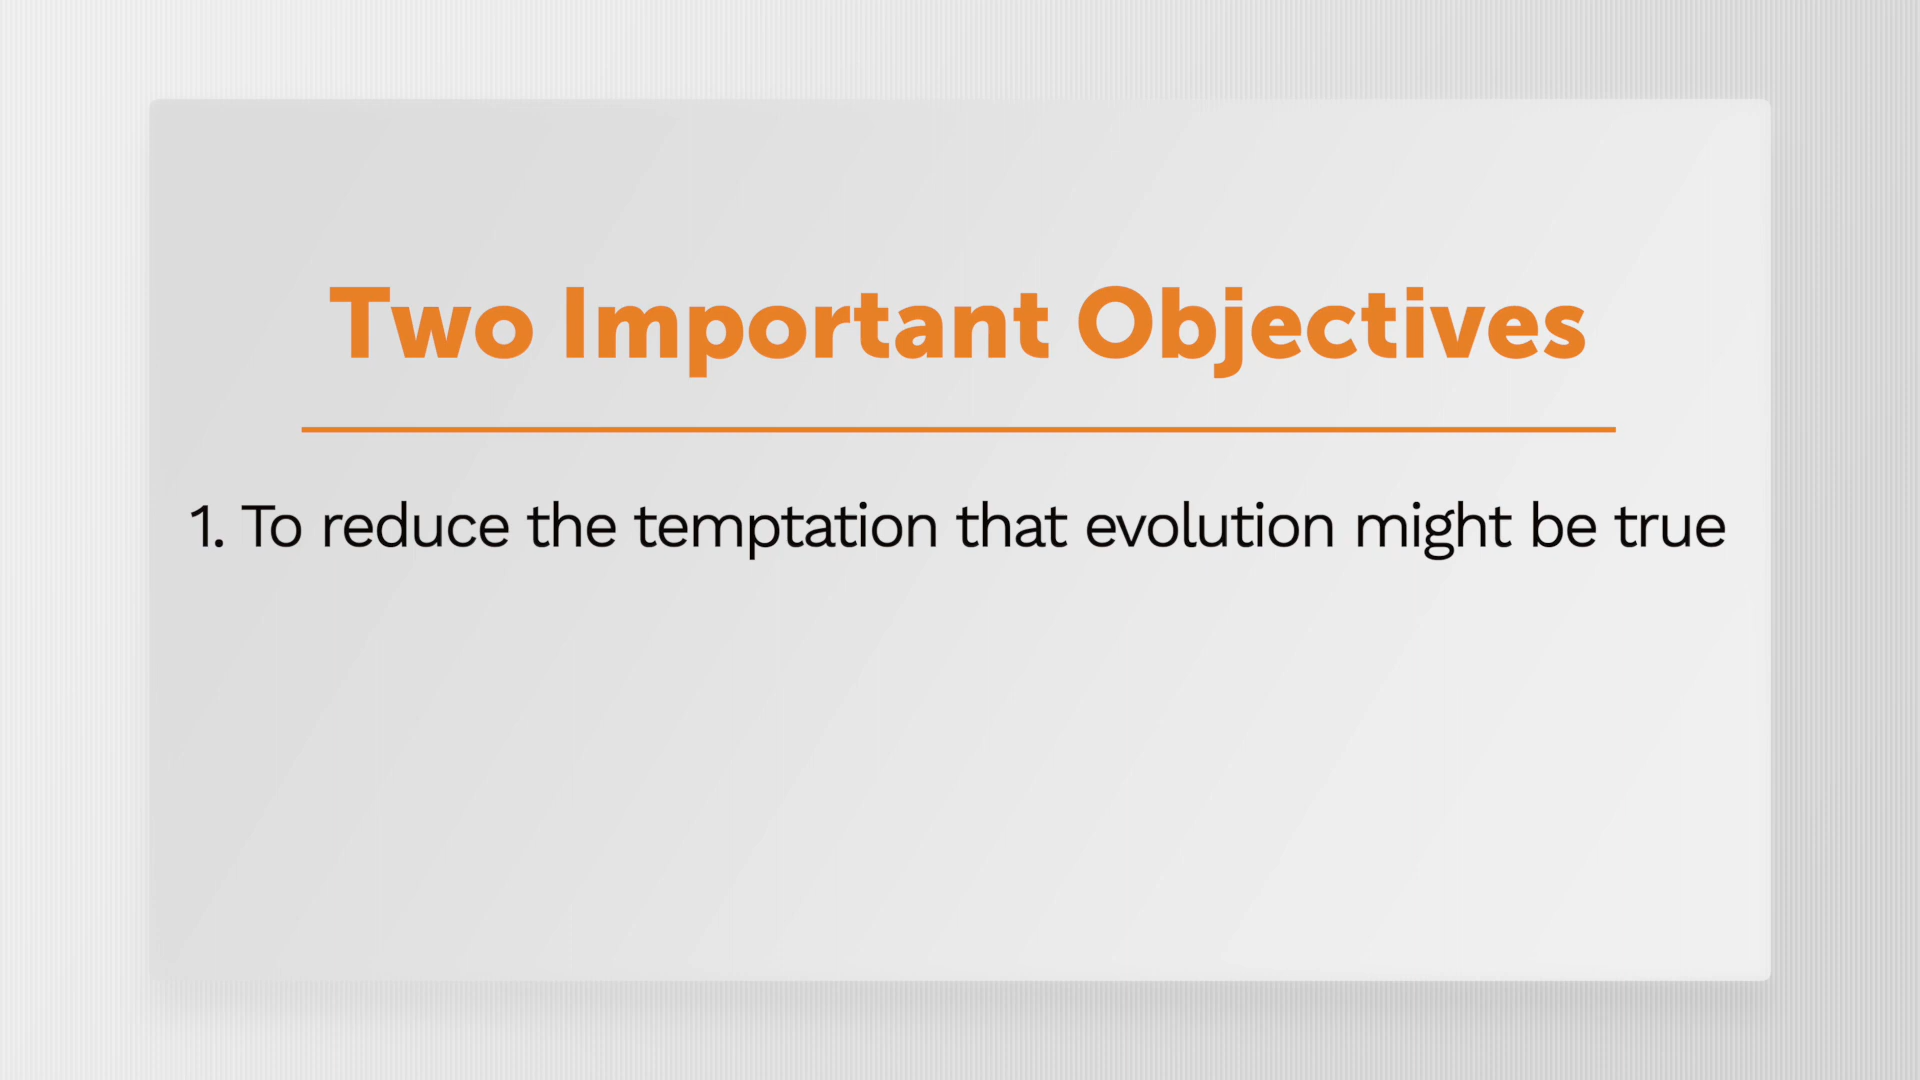 Two Important Objectives
1. To reduce the temptation that evolution might be true